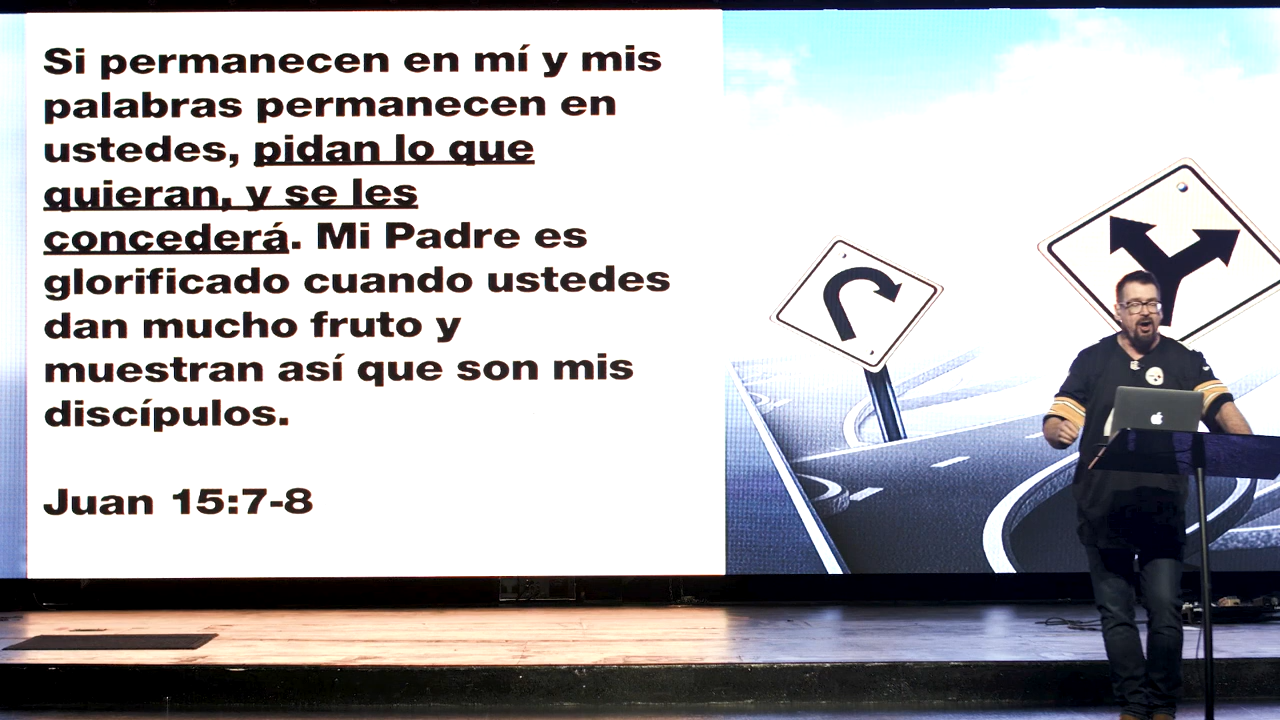 Si permanecen en mí y mis
palabras permanecen en
ustedes, pidan lo que
quieran, y se les
concederá. Mi Padre es
glorificado cuando ustedes
dan mucho fruto y
muestran así que son mis
discípulos.
Juan 15:7-8